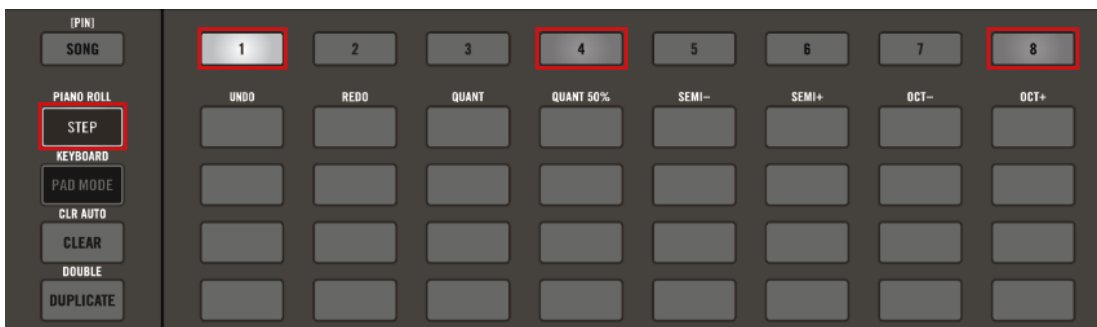 [PIN]
SONG 1 2 3 4 5 6 7 8
PIANO ROLL UNDO REDO QUANT QUANT 50% SEMI– SEMI+ OCT– OCT+
STEP
KEYBOARD
PAD MODE
CLR AUTO
CLEAR
DOUBLE
DUPLICATE